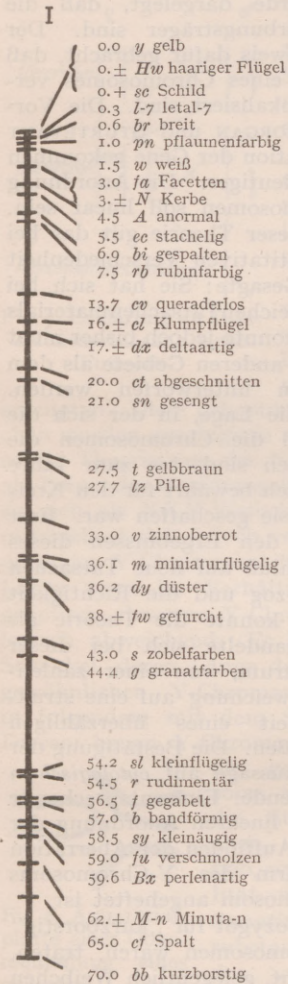 I
0.0 y gelb
0.± Hw haariger Flügel
0.+ sc Schild
0.3 l-7 letal-7
0.6 br breit
1.0 pn pflaumenfarbig
1.5 w weiß
3.0 fa Facetten
3.± N Kerbe
4.5 A anormal
5.5 ec stachelig
6.9 bi gespalten
7.5 rb rubinfarbig
13.7 cv queraderlos
16.± cl Klumpflügel
17.± dx deltaartig
20.0 ct abgeschnitten
21.0 sn gesengt
27.5 t gelbbraun
27.7 lz Pille
33.0 v zinnoberrot
36.1 m miniaturflügelig
36.2 dy düster
38.± fw gefurcht
43.0 s zobelfarben
44.4 g granatfarben
54.2 sl kleinflügelig
54.5 r rudimentär
56.5 f gegabelt
57.0 b bandförmig
58.5 sy kleinäugig
59.0 fu verschmolzen
59.6 Bx perlenartig
62.± M-n Minuta-n
65.0 cf Spalt
70.0 bb kurzborstig